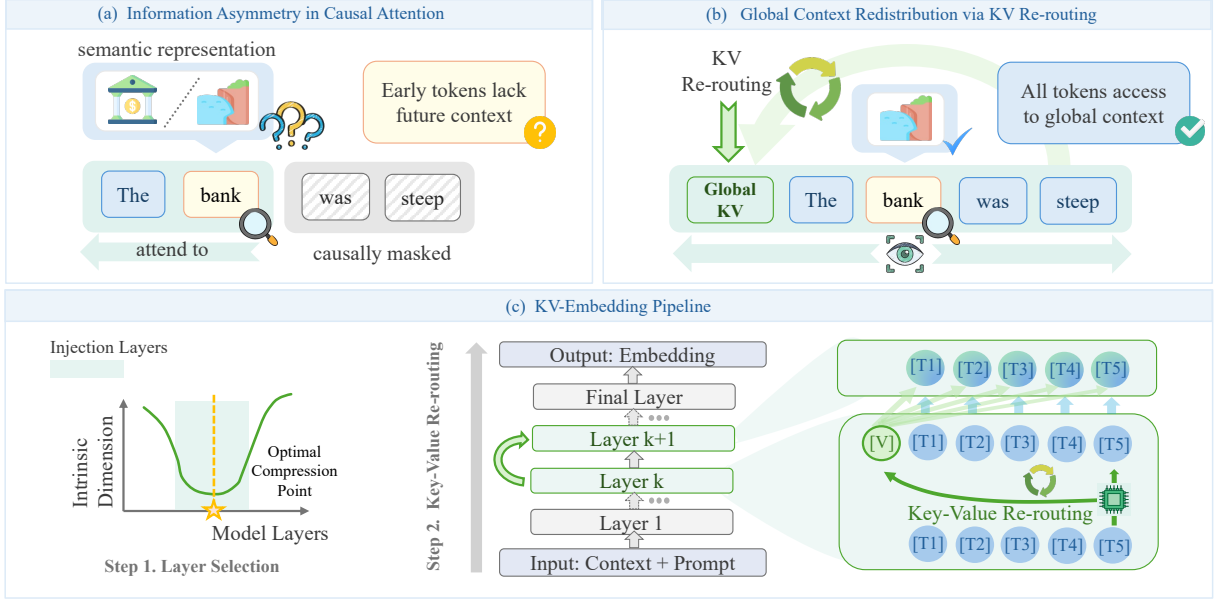 (a) Information Asymmetry in Causal Attention
semantic representation
Early tokens lack
future context
The
bank
was
steep
attend to
causally masked
(b) Global Context Redistribution via KV Re-routing
KV
Re-routing
All tokens access
to global context
Global
KV
The
bank
was
steep
(c) KV-Embedding Pipeline
Injection Layers
Intrinsic
Dimension
Optimal
Compression
Point
Model Layers
Step 1. Layer Selection
Step 2. Key-Value Re-routing
Output: Embedding
Final Layer
Layer k+1
Layer k
Layer 1
Input: Context + Prompt
[T1] [T2] [T3] [T4] [T5]
[V] [T1] [T2] [T3] [T4] [T5]
Key-Value Re-routing
[T1] [T2] [T3] [T4] [T5]